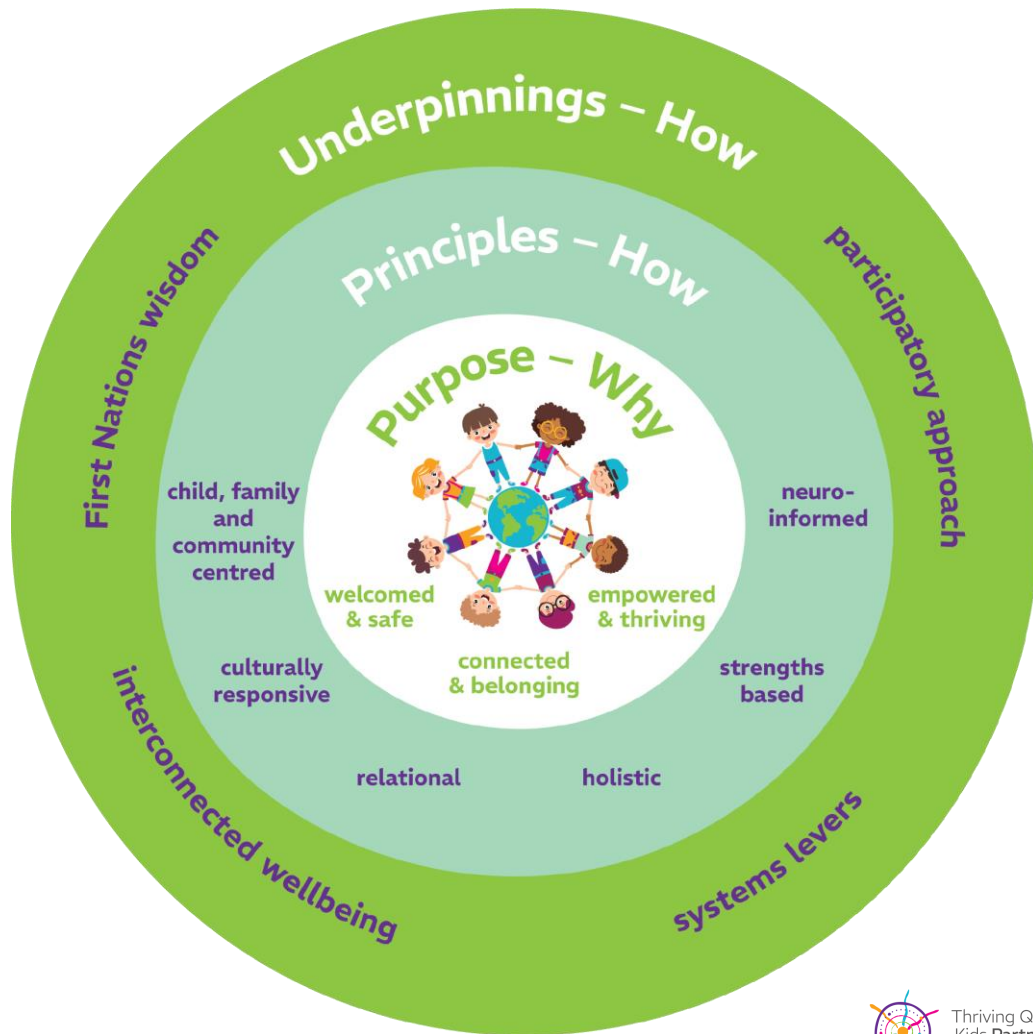 Underpinnings – How
Principles – How
Purpose – Why
First Nations wisdom
participatory approach
interconnected wellbeing
systems levers
child, family
and
community
centred
neuro-
informed
culturally
responsive
strengths
based
relational
holistic
welcomed
& safe
empowered
& thriving
connected
& belonging
Thriving
Kids